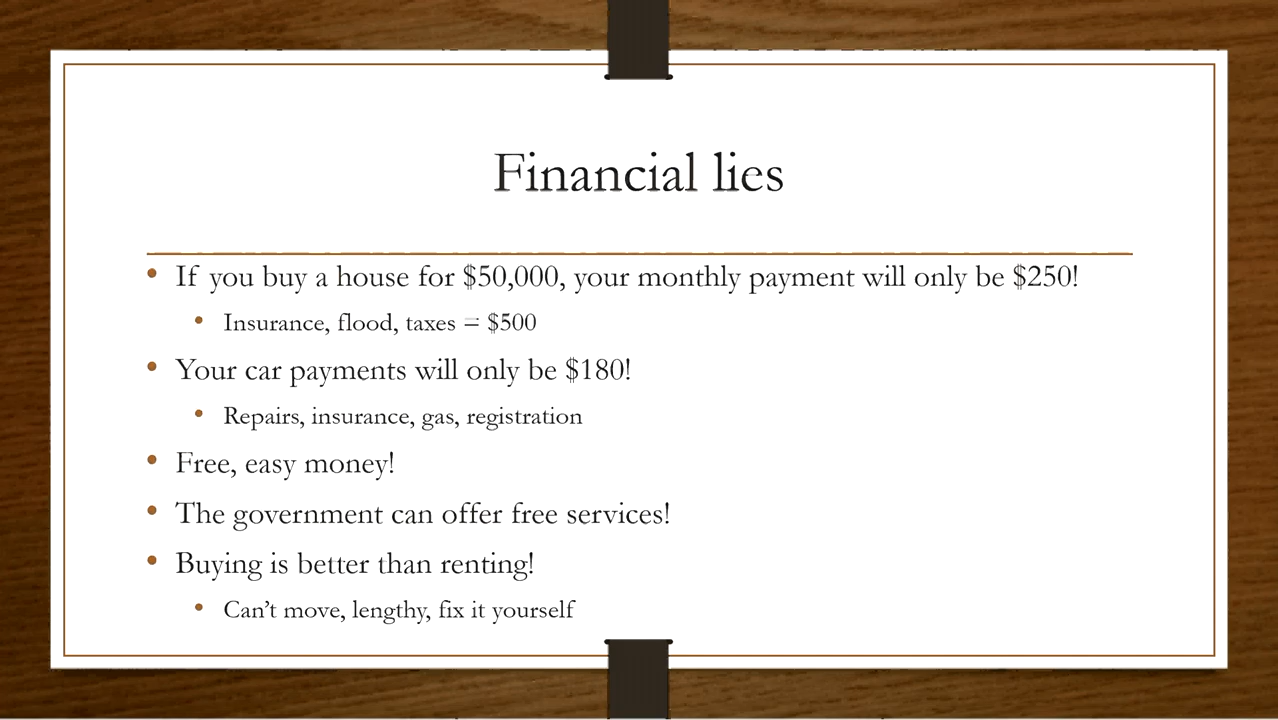 Financial lies
If you buy a house for $50,000, your monthly payment will only be $250!
Insurance, flood, taxes = $500
Your car payments will only be $180!
Repairs, insurance, gas, registration
Free, easy money!
The government can offer free services!
Buying is better than renting!
Can’t move, lengthy, fix it yourself